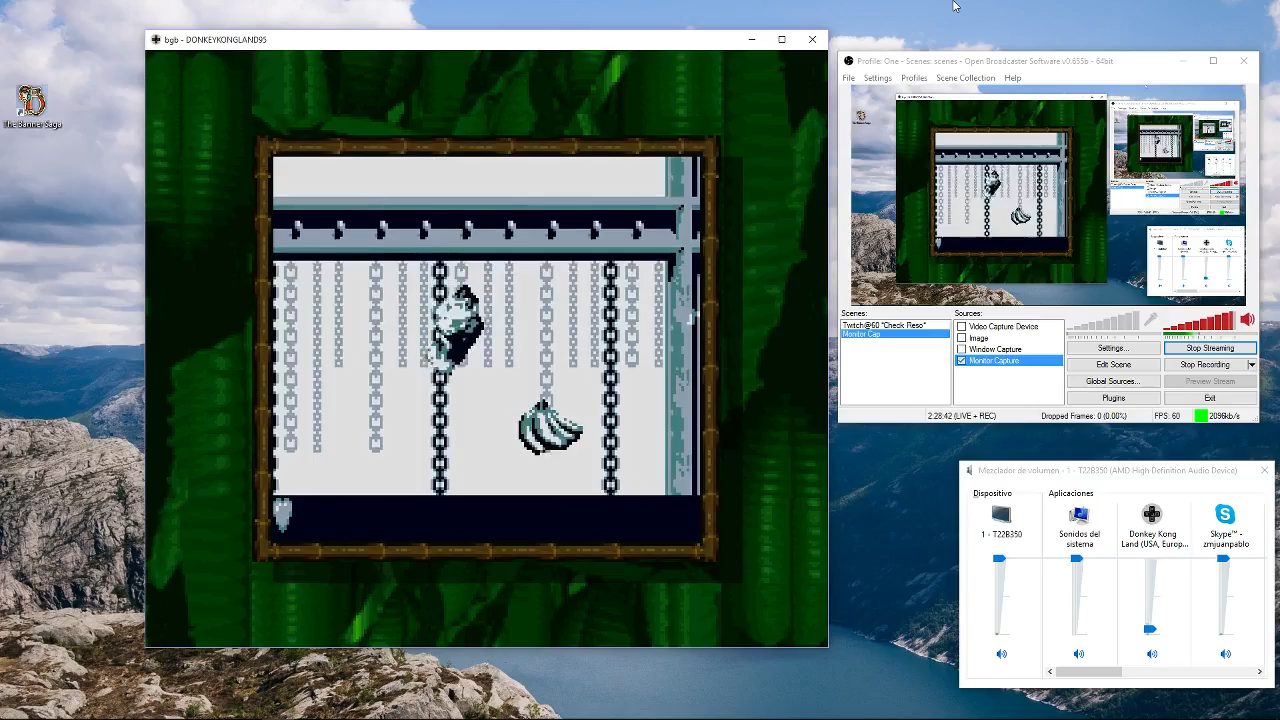 bgb - DONKEYKONGLAND95
The Banner Saga
Profile: One - Scenes: scenes - Open Broadcaster Software v0.655b - 64bit
File Settings Profiles Scene Collection Help
Scenes:
Twitch@60 "Check Reso"
Monitor Cap
Sources:
Video Capture Device
Image
Window Capture
Monitor Capture
Settings...
Stop Streaming
Edit Scene
Stop Recording
Global Sources...
Preview Stream
Plugins
Exit
2:28:42 (LIVE + REC)
Dropped Frames: 0 (0.00%)
FPS: 60
2096kb/s
Mezclador de volumen - 1 - T22B350 (AMD High Definition Audio Device)
Dispositivo
Aplicaciones
1 - T22B350
Sonidos del
sistema
Donkey Kong
Land (USA, Europ...
Skype™ -
zmjuanpablo